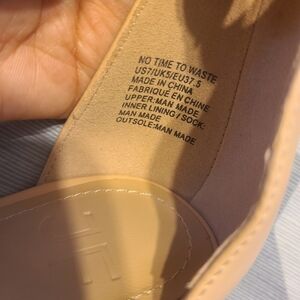 NO TIME TO WASTE
US7/UK5/EU37.5
MADE IN CHINA
FABRIQUÉ EN CHINE
UPPER:MAN MADE
INNER LINING / SOCK:
MAN MADE
OUTSOLE:MAN MADE